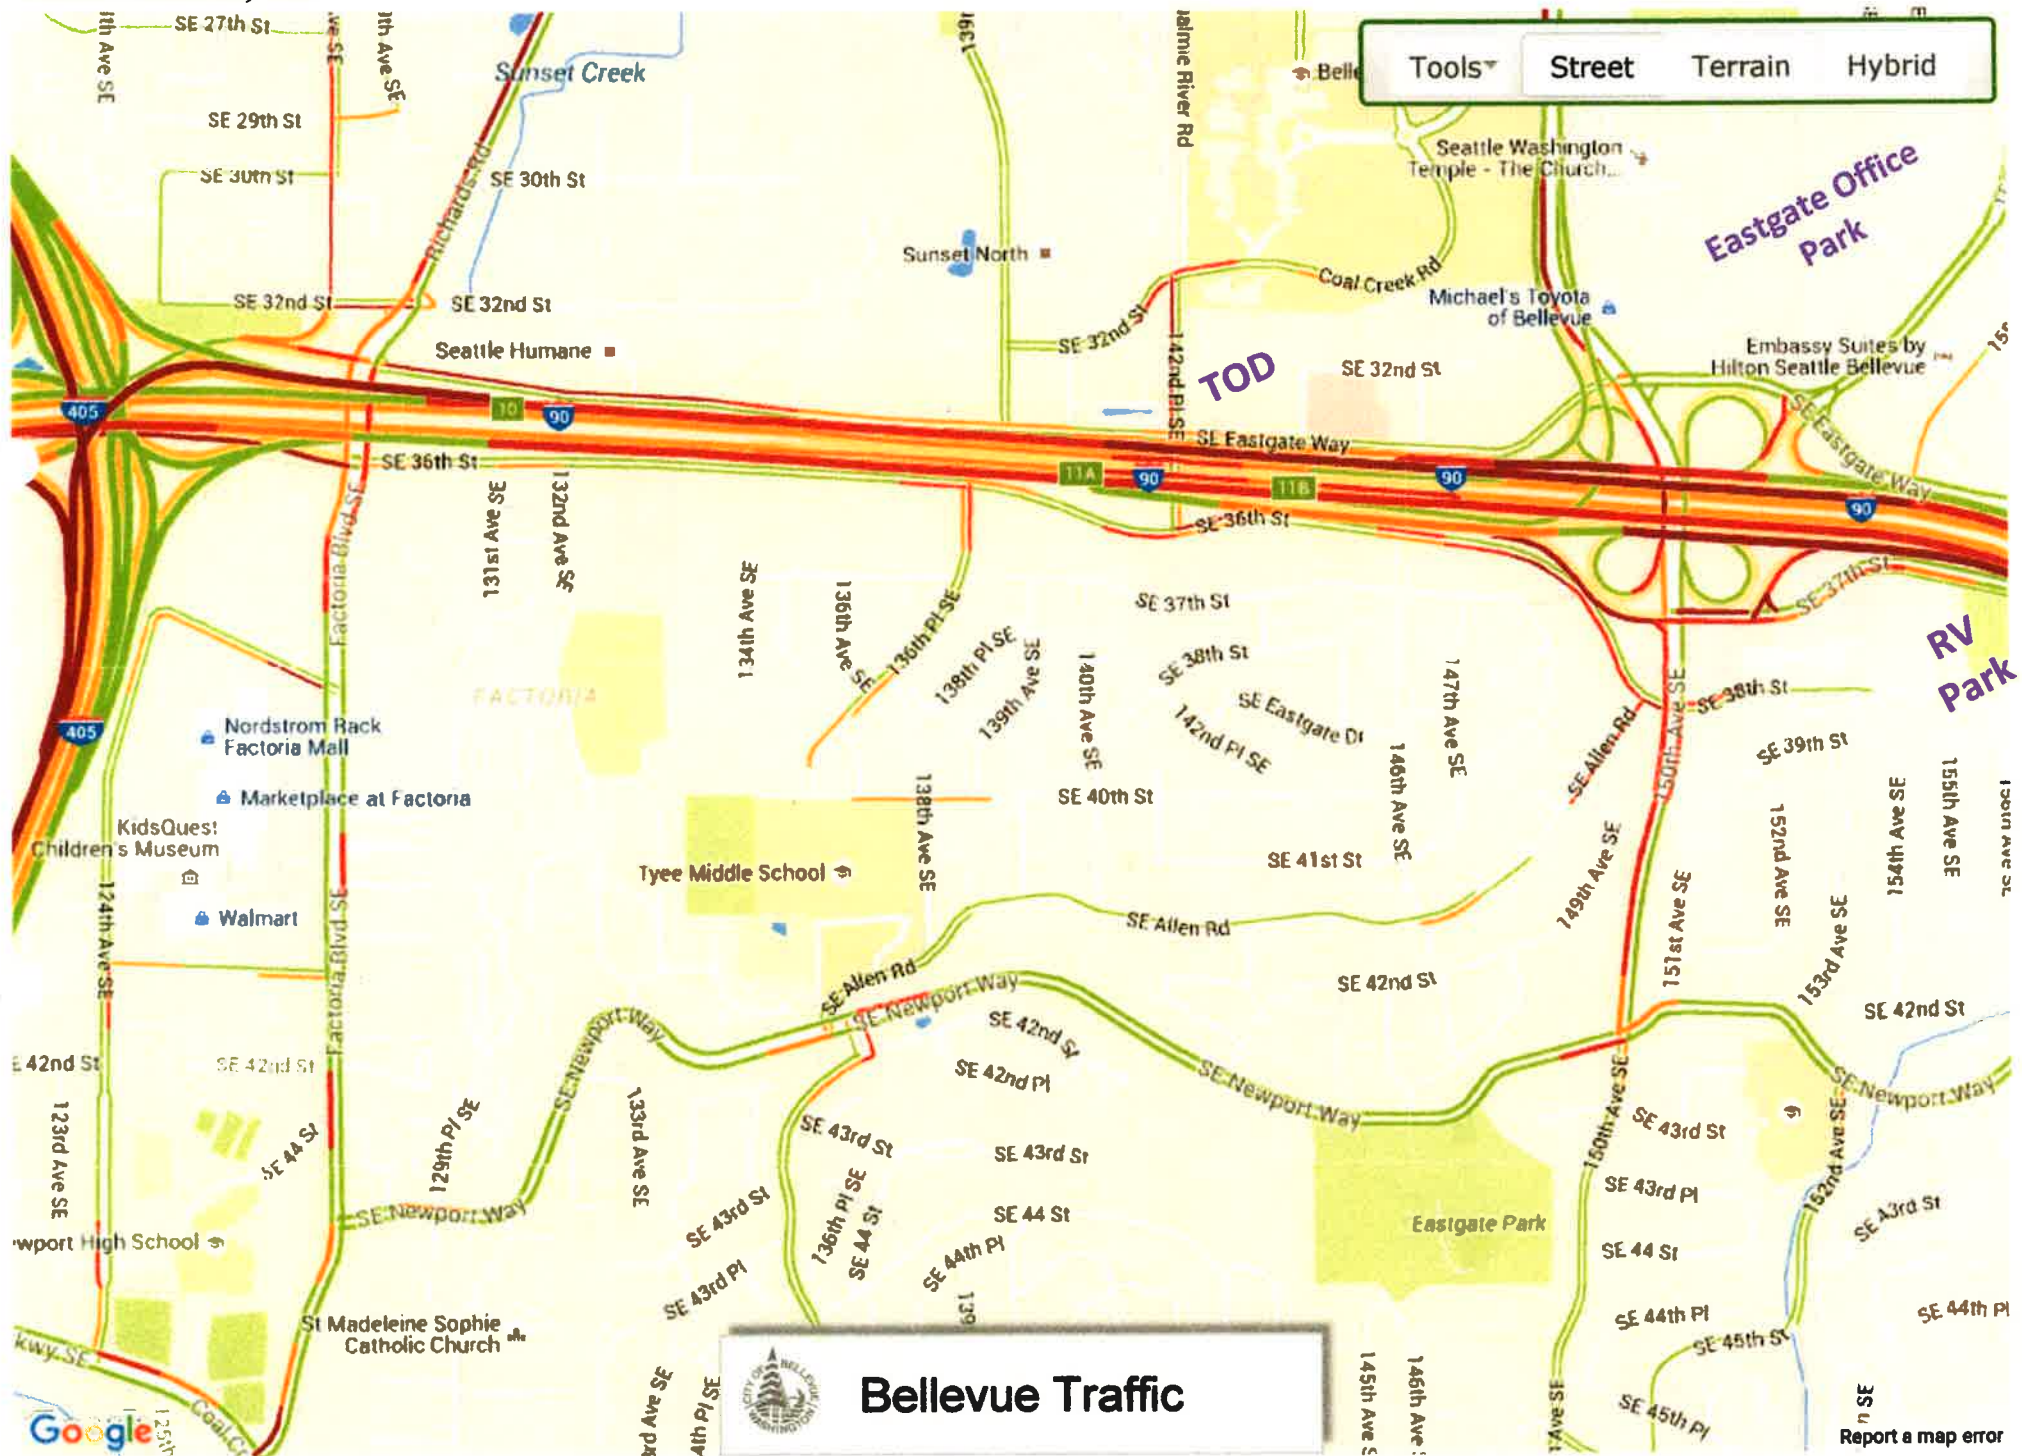 SE 27th St
Sunset Creek
Tools
Street
Terrain
Hybrid
SE 29th St
almie River Rd
Seattle Washington
Temple - The Church...
SE 30th St
SE 30th St
Richards Rd
Eastgate Office
Park
Sunset North
Coal Creek Rd
Michael's Toyota
of Bellevue
SE 32nd St
SE 32nd St
SE 32nd St
Seattle Humane
142nd Pl SE
TOD
SE 32nd St
Embassy Suites by
Hilton Seattle Bellevue
405
10
90
SE Eastgate Way
SE Eastgate Way
SE 36th St
11A
90
11B
90
90
SE 36th St
Factoria Blvd SE
131st Ave SE
132nd Ave SE
134th Ave SE
136th Ave SE
136th Pl SE
138th Pl SE
139th Ave SE
140th Ave SE
SE 37th St
SE 37th St
SE 38th St
SE Eastgate Dr
142nd Pl SE
147th Ave SE
146th Ave SE
RV
Park
FACTORIA
SE 38th St
SE Allen Rd
150th Ave SE
SE 39th St
405
Nordstrom Rack
Factoria Mall
Marketplace at Factoria
KidsQuest
Children's Museum
Walmart
SE 40th St
138th Ave SE
Tyee Middle School
SE 41st St
149th Ave SE
151st Ave SE
152nd Ave SE
153rd Ave SE
154th Ave SE
155th Ave SE
124th Ave SE
Factoria Blvd SE
SE Allen Rd
SE Allen Rd
SE Newport Way
SE 42nd St
SE 42nd St
SE 42nd St
SE Newport Way
SE 42nd St
SE 42nd Pl
SE Newport Way
SE Newport Way
E 42nd St
123rd Ave SE
SE 44 St
129th Pl SE
133rd Ave SE
SE 43rd St
SE 43rd St
SE 43rd St
150th Ave SE
152nd Ave SE
SE 43rd Pl
SE Newport Way
SE 43rd St
136th Pl SE
SE 44 St
SE 44 St
Eastgate Park
SE 43rd St
wport High School
SE 44th Pl
SE 44 St
SE 43rd Pl
St Madeleine Sophie
Catholic Church
SE 44th Pl
SE 44th Pl
SE 45th St
kwy SE
CITY OF BELLEVUE
WASHINGTON
Bellevue Traffic
145th Ave S
146th Ave
SE 45th Pl
Google
125th
Report a map error